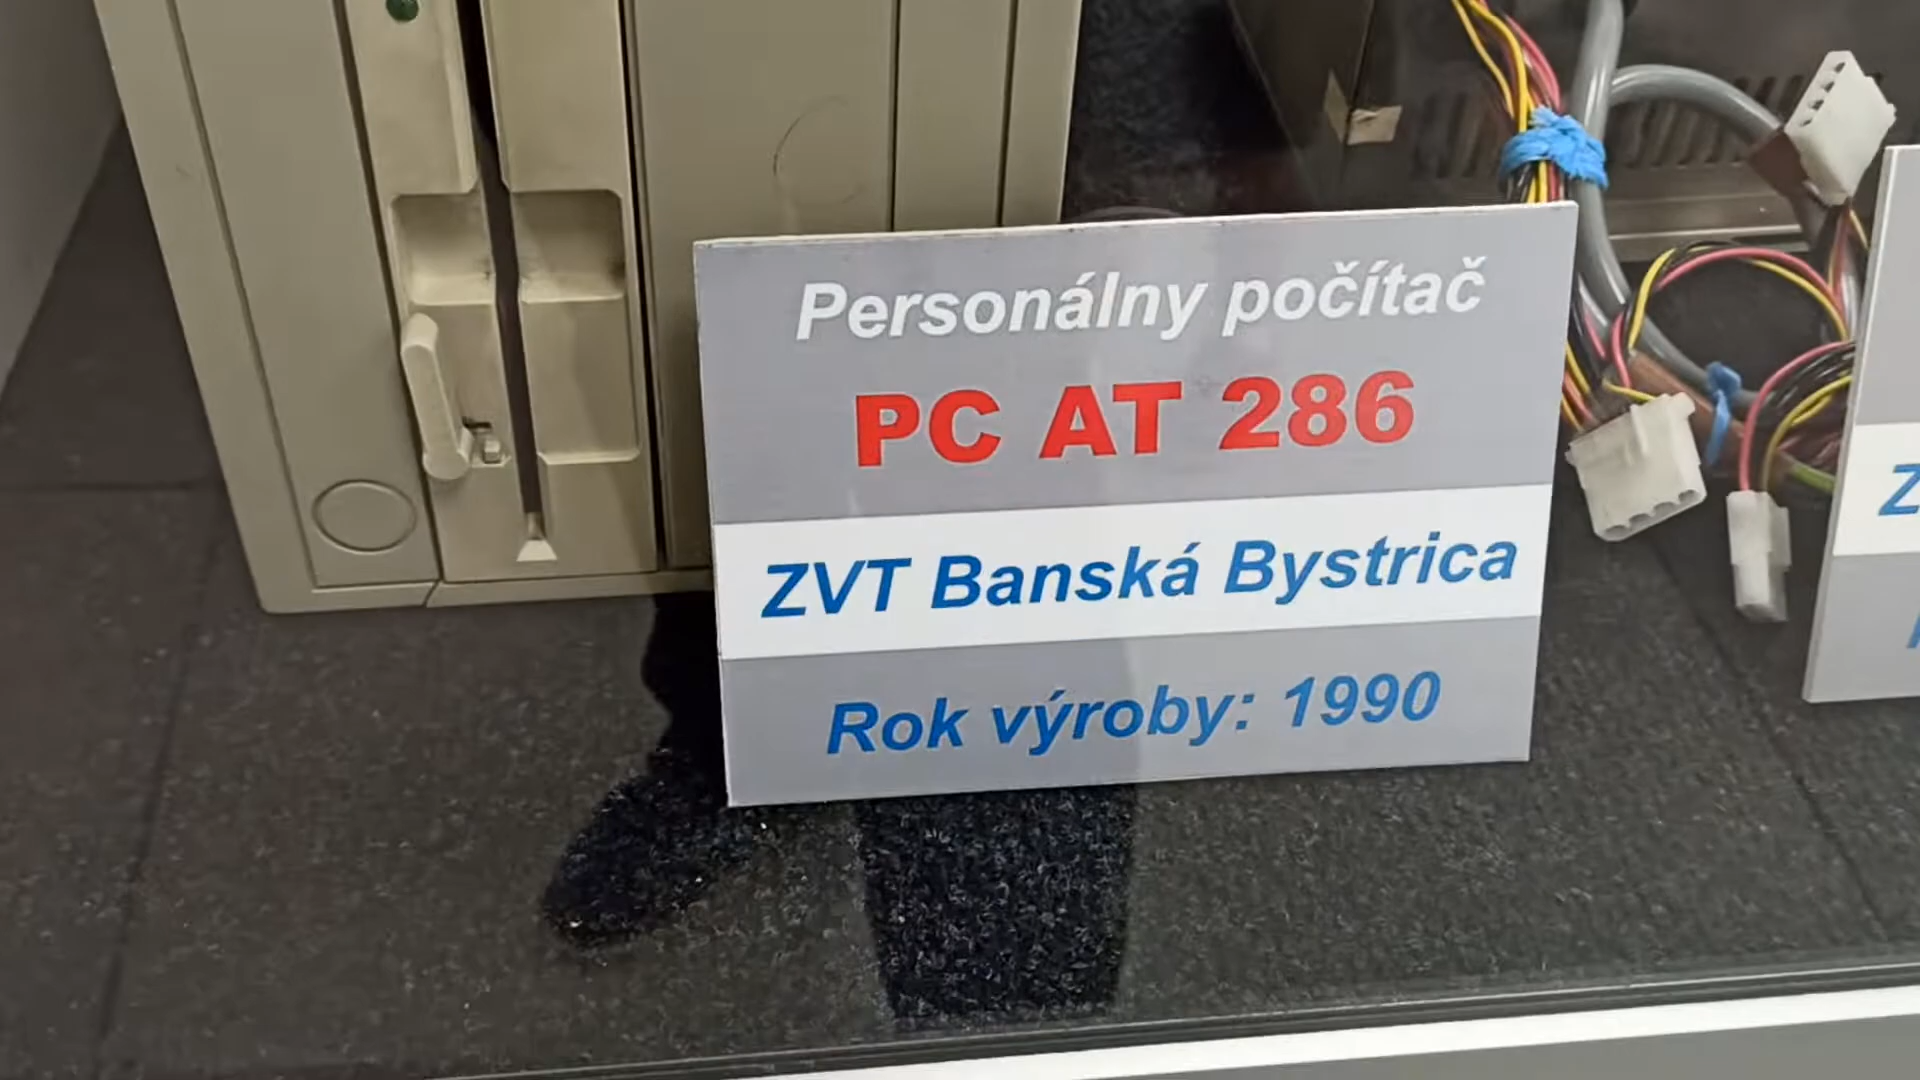 Personálny počítač
PC AT 286
ZVT Banská Bystrica
Rok výroby: 1990